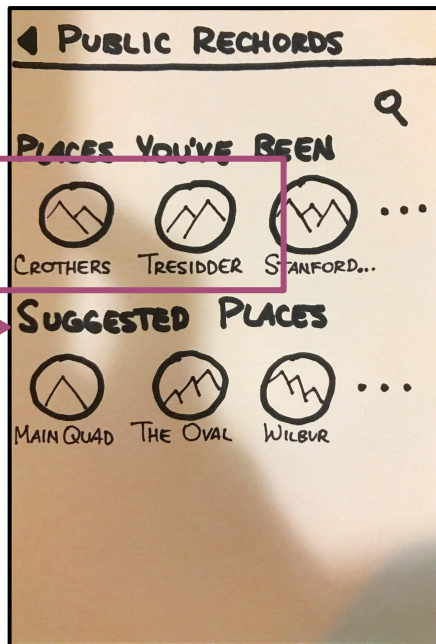 PUBLIC RECHORDS
PLACES YOU'VE BEEN
CROTHERS TRESIDDER STANFORD...
SUGGESTED PLACES
MAIN QUAD THE OVAL WILBUR